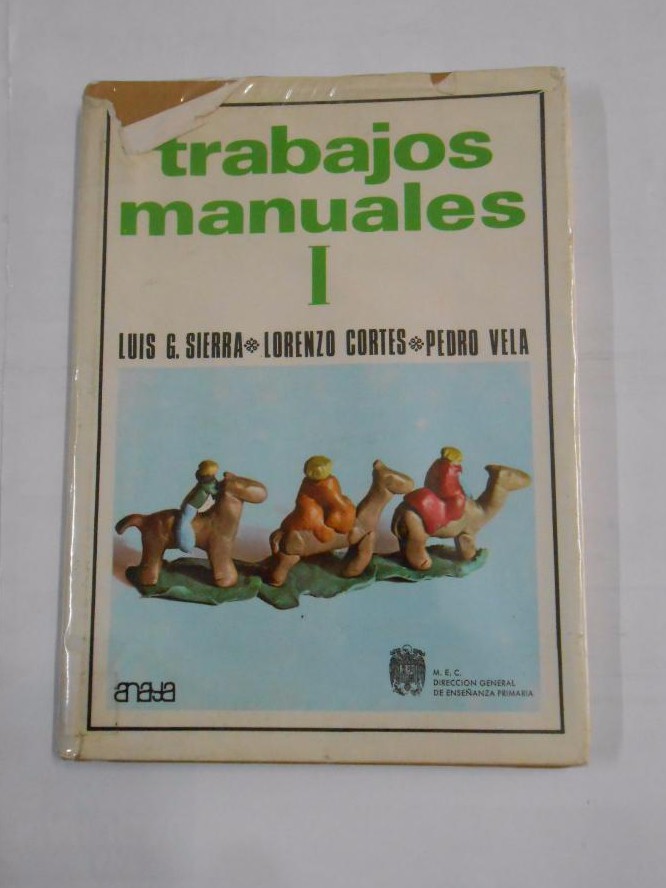 trabajos
manuales
I
LUIS G. SIERRA LORENZO CORTES PEDRO VELA
anaya
M. E. C.
DIRECCION GENERAL
DE ENSEÑANZA PRIMARIA